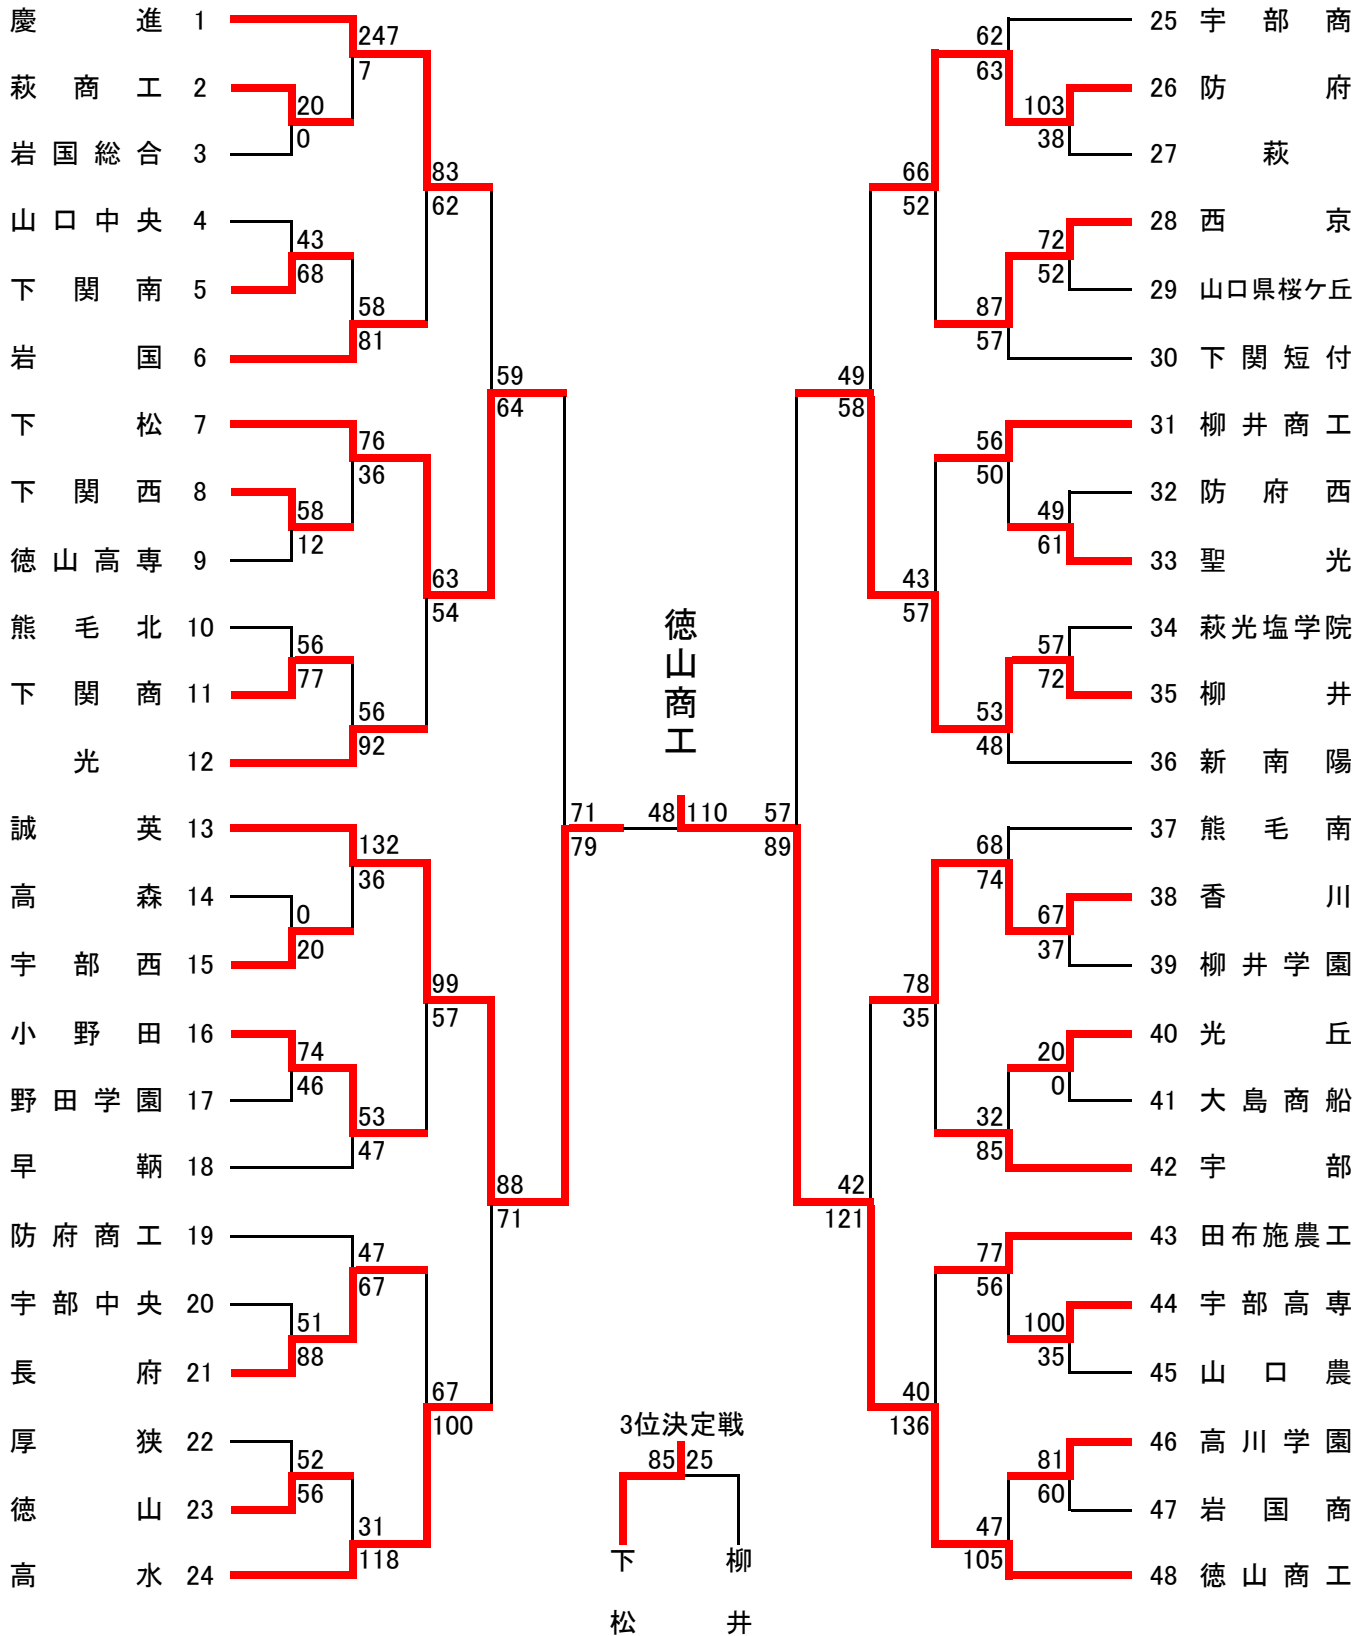 慶進 1
萩商工 2
岩国総合 3
山口中央 4
下関南 5
岩国 6
下松 7
下関西 8
徳山高専 9
熊毛北 10
下関商 11
光 12
誠英 13
高森 14
宇部西 15
小野田 16
野田学園 17
早鞆 18
防府商工 19
宇部中央 20
長府 21
厚狭 22
徳山 23
高水 24
247
7
20
0
83
62
43
68
58
81
59
64
76
36
58
12
63
54
56
77
56
92
71
79
132
36
0
20
99
57
74
46
53
47
88
71
47
67
51
88
67
100
52
56
31
118
徳山商工
48 110
3位決定戦
85 25
下松
柳井
62
63
103
38
66
52
72
52
87
57
49
58
56
50
49
61
43
57
57
72
53
48
57
89
68
74
67
37
78
35
20
0
32
85
42
121
77
56
100
35
40
136
81
60
47
105
25 宇部商
26 防府
27 萩
28 西京
29 山口県桜ケ丘
30 下関短付
31 柳井商工
32 防府西
33 聖光
34 萩光塩学院
35 柳井
36 新南陽
37 熊毛南
38 香川
39 柳井学園
40 光丘
41 大島商船
42 宇部
43 田布施農工
44 宇部高専
45 山口農
46 高川学園
47 岩国商
48 徳山商工